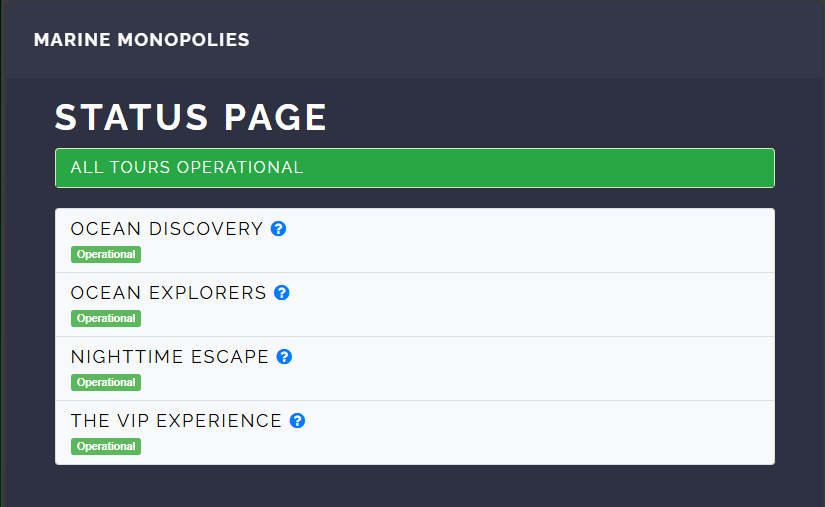 MARINE MONOPOLIES
STATUS PAGE
ALL TOURS OPERATIONAL
OCEAN DISCOVERY ?
Operational
OCEAN EXPLORERS ?
Operational
NIGHTTIME ESCAPE ?
Operational
THE VIP EXPERIENCE ?
Operational